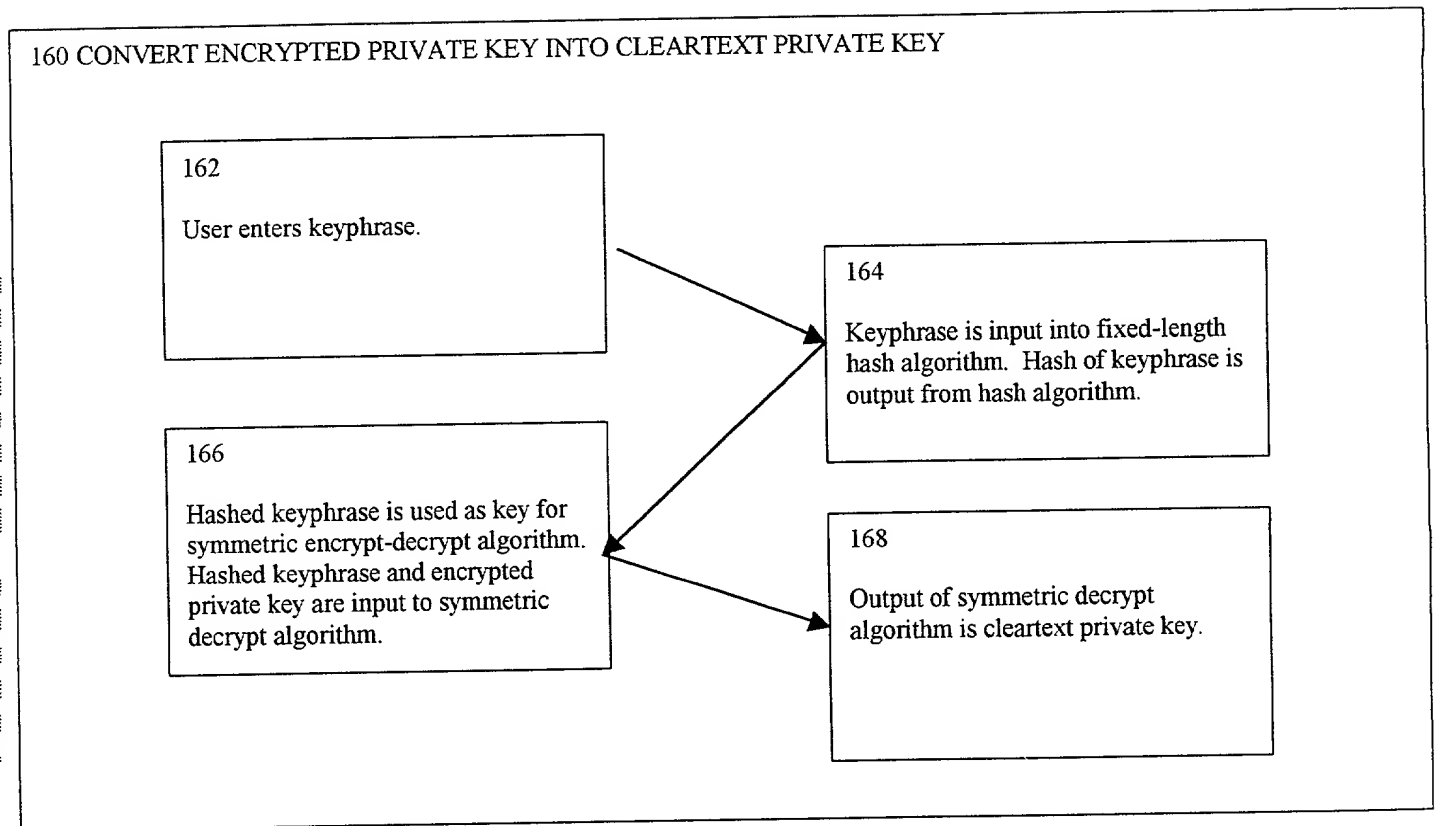 160 CONVERT ENCRYPTED PRIVATE KEY INTO CLEARTEXT PRIVATE KEY
162
User enters keyphrase.
164
Keyphrase is input into fixed-length
hash algorithm. Hash of keyphrase is
output from hash algorithm.
166
Hashed keyphrase is used as key for
symmetric encrypt-decrypt algorithm.
Hashed keyphrase and encrypted
private key are input to symmetric
decrypt algorithm.
168
Output of symmetric decrypt
algorithm is cleartext private key.